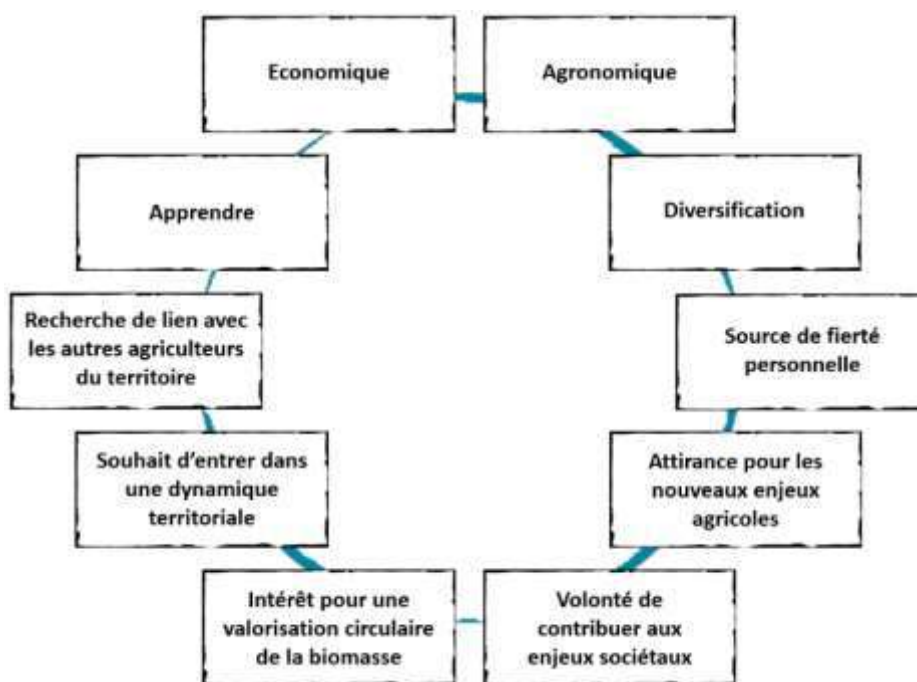 Economique
Agronomique
Apprendre
Diversification
Recherche de lien avec
les autres agriculteurs
du territoire
Source de fierté
personnelle
Souhait d’entrer dans
une dynamique
territoriale
Attirance pour les
nouveaux enjeux
agricoles
Intérêt pour une
valorisation circulaire
de la biomasse
Volonté de
contribuer aux
enjeux sociétaux